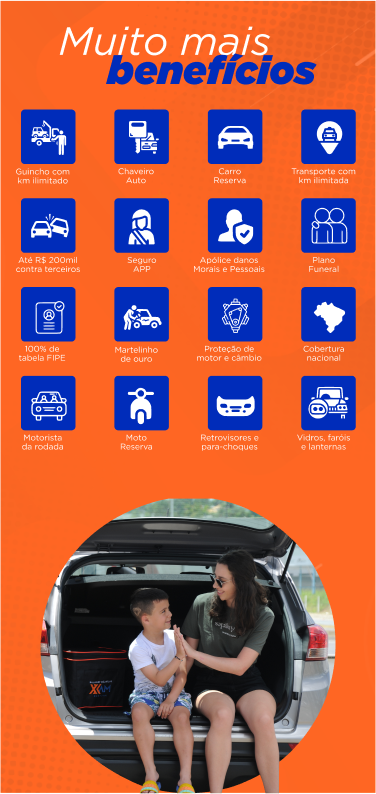 Muito mais
benefícios
Guincho com
km ilimitado
Chaveiro
Auto
Carro
Reserva
Transporte com
km ilimitada
Até R$ 200mil
contra terceiros
Seguro
APP
Apólice danos
Morais e Pessoais
Plano
Funeral
100% de
tabela FIPE
Martelinho
de ouro
Proteção de
motor e câmbio
Cobertura
nacional
Motorista
da rodada
Moto
Reserva
Retrovisores e
para-choques
Vidros, faróis
e lanternas